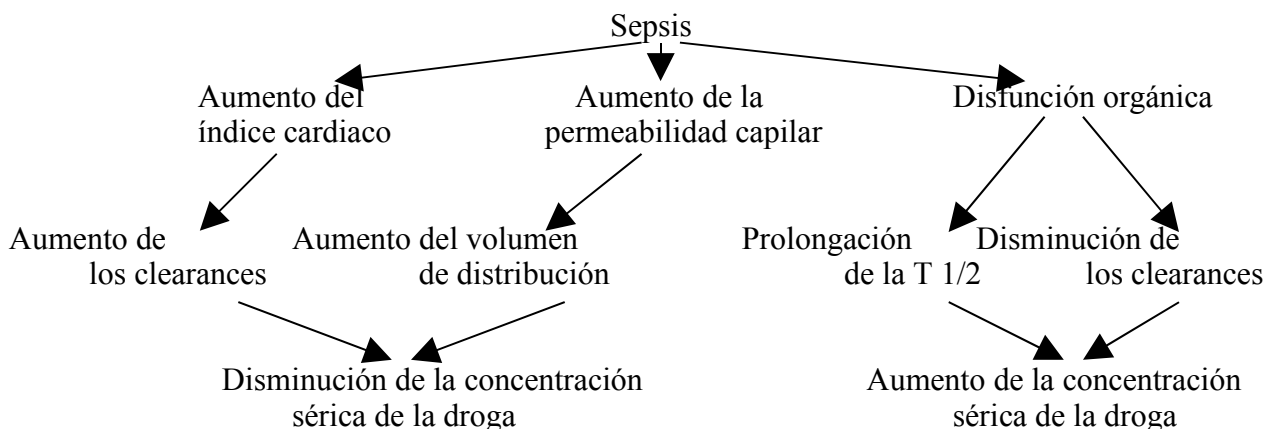 Sepsis
Aumento del
índice cardiaco
Aumento de la
permeabilidad capilar
Disfunción orgánica
Aumento de
los clearances
Aumento del volumen
de distribución
Prolongación
de la T 1/2
Disminución de
los clearances
Disminución de la concentración
sérica de la droga
Aumento de la concentración
sérica de la droga